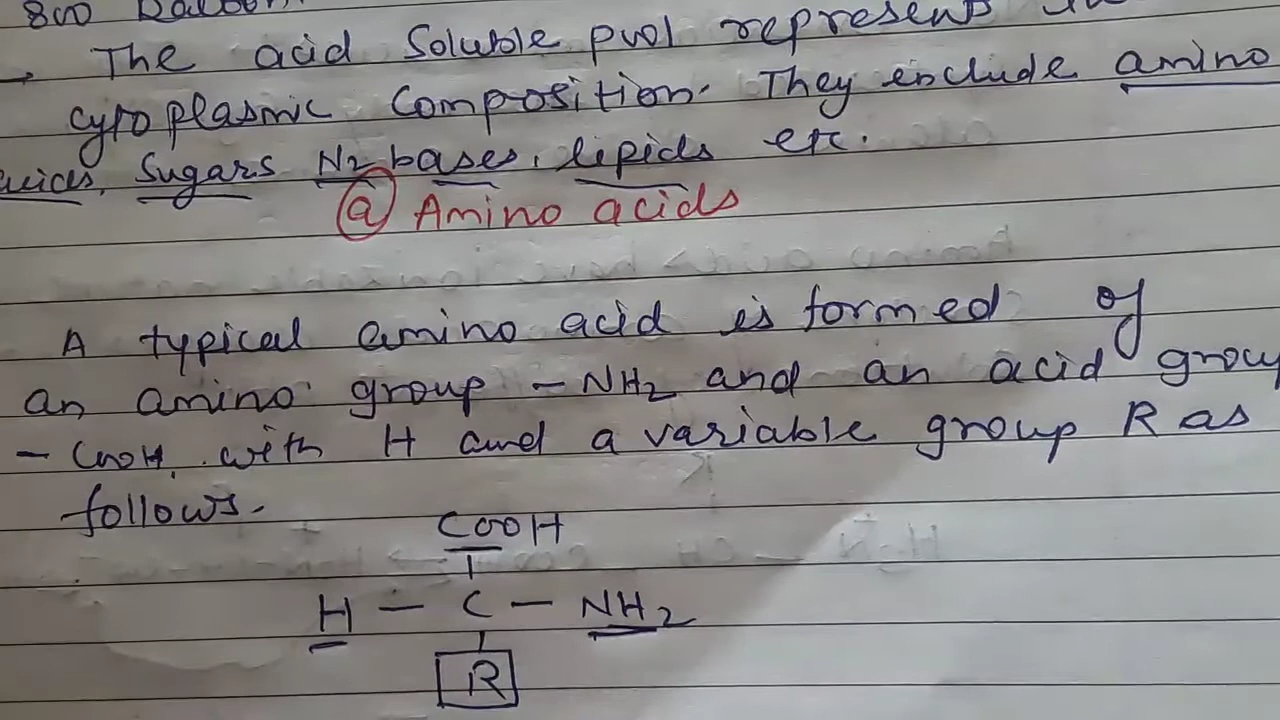 800 Dalton.
→ The acid Soluble pool represents the
cytoplasmic Composition. They include amino
acids, Sugars N2 bases, lipids etc.
(a) Amino acids
A typical amino acid is formed of
an amino group -NH2 and an acid group
- COOH, with H and a variable group R as
follows.
COOH
H - C - NH2
R